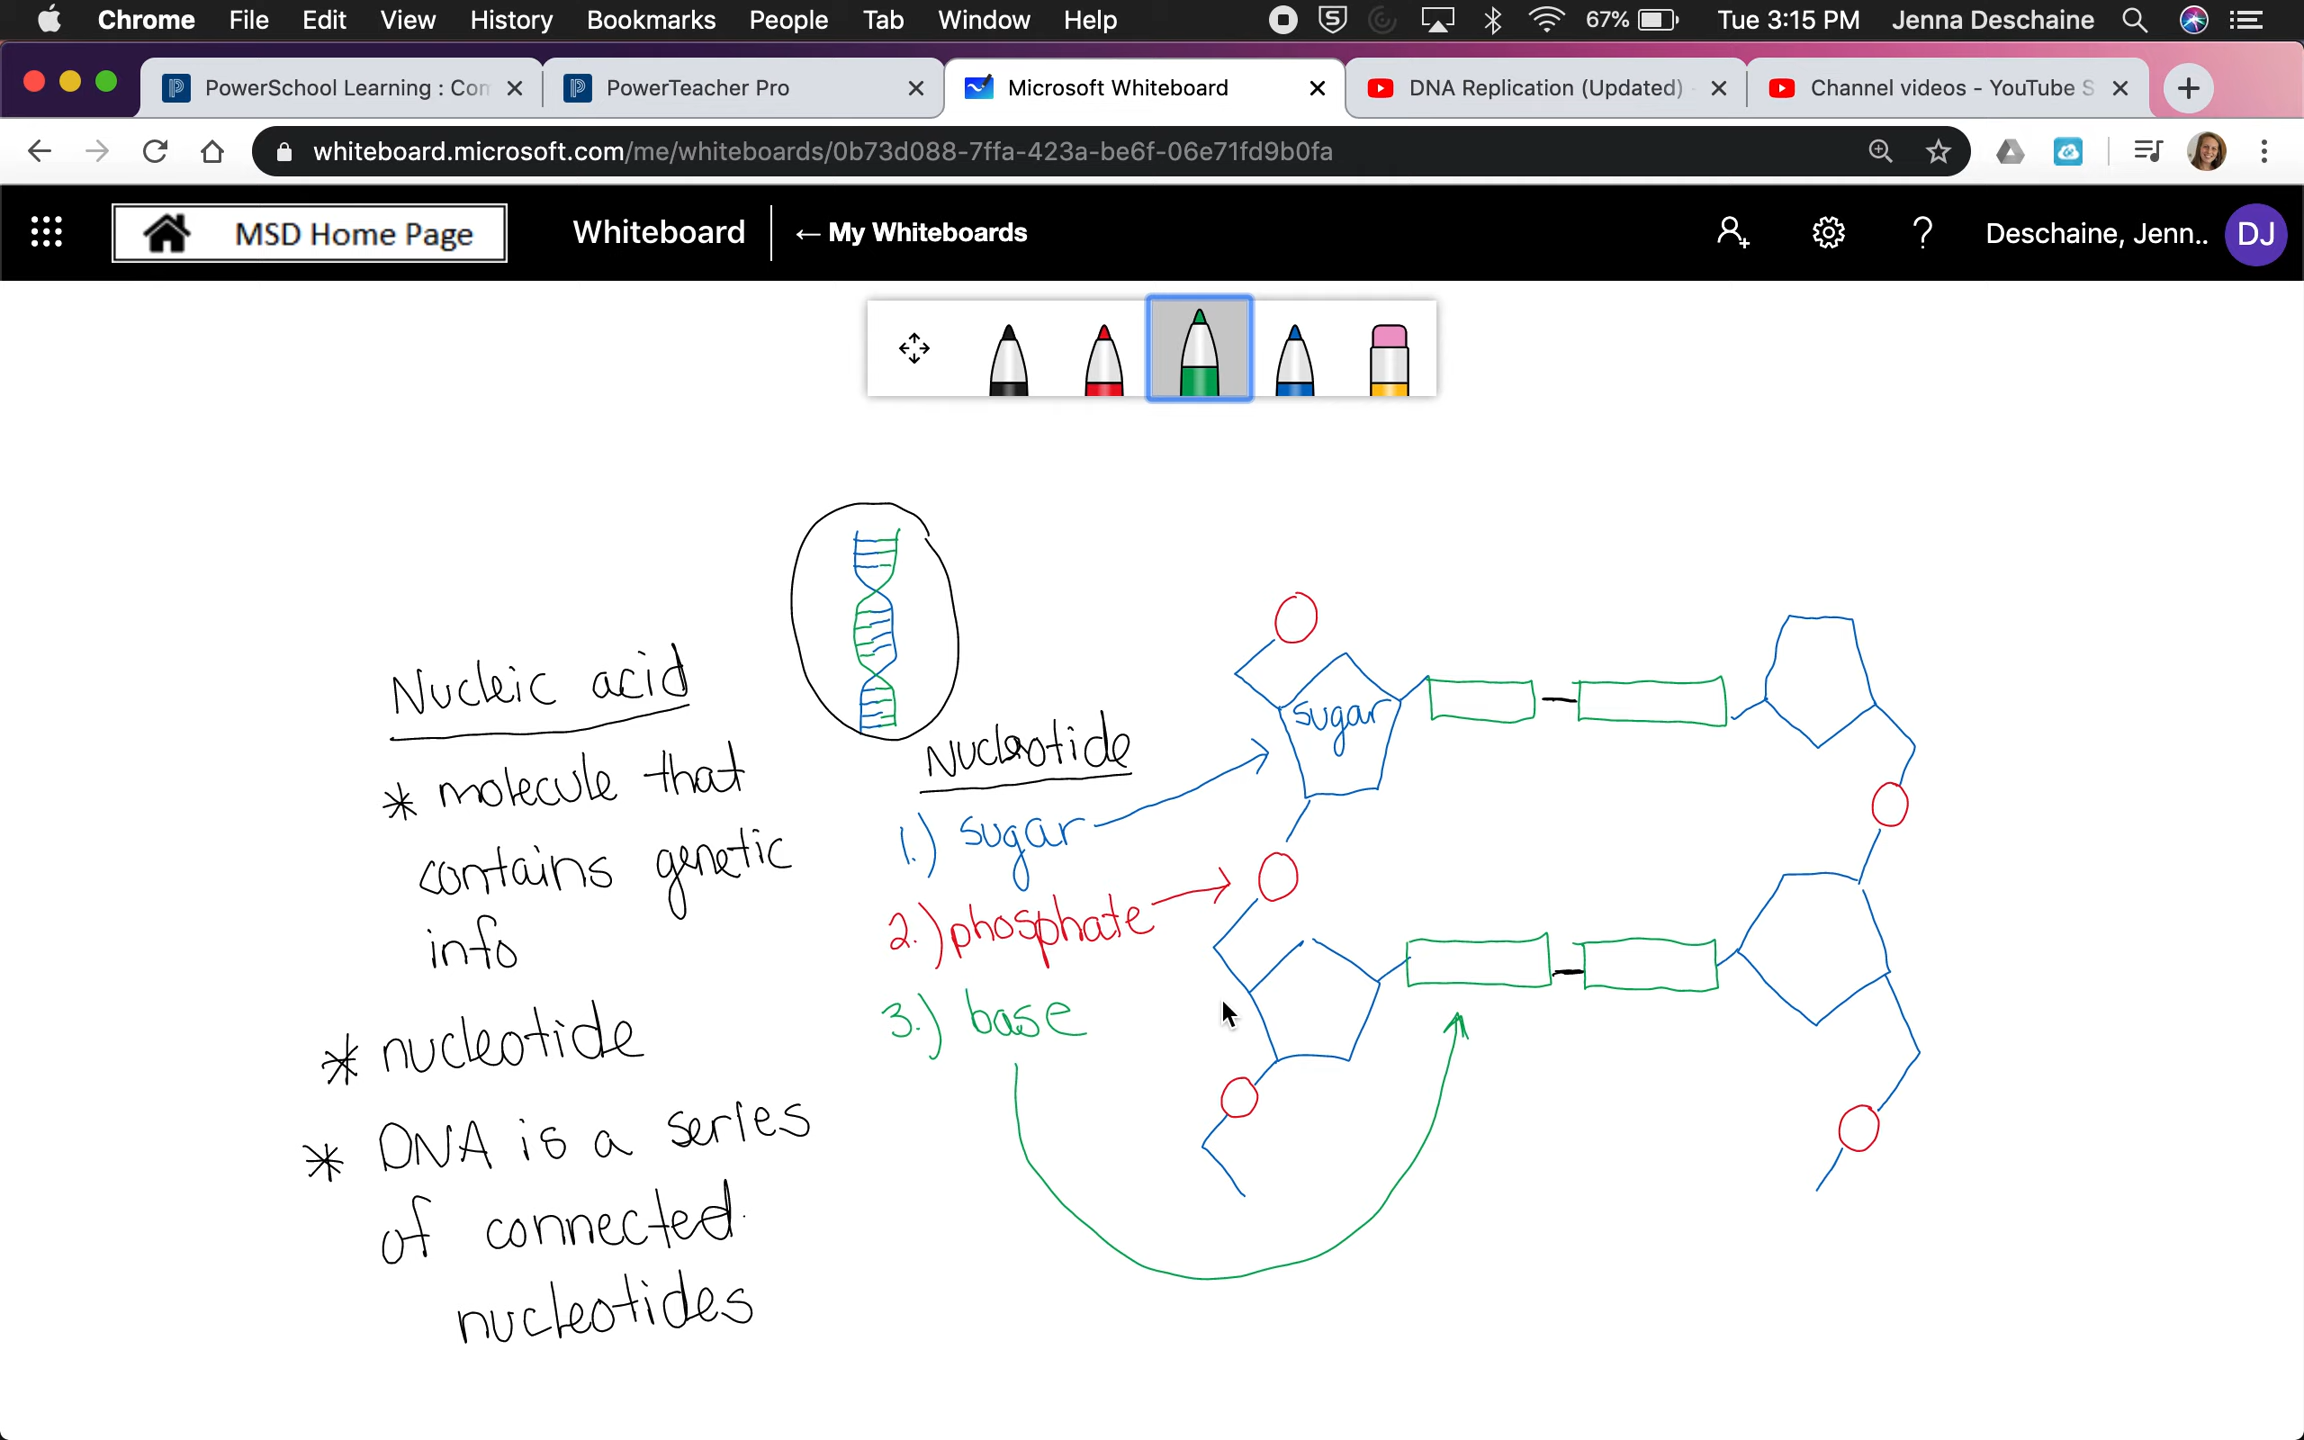 Chrome File Edit View History Bookmarks People Tab Window Help 67% Tue 3:15 PM Jenna Deschaine
PowerSchool Learning : Con PowerTeacher Pro Microsoft Whiteboard DNA Replication (Updated) Channel videos - YouTube S
whiteboard.microsoft.com/me/whiteboards/0b73d088-7ffa-423a-be6f-06e71fd9b0fa
MSD Home Page Whiteboard ← My Whiteboards ? Deschaine, Jenn.. DJ
Nucleic acid
* molecule that
contains genetic
info
* nucleotide
* DNA is a series
of connected
nucleotides
Nucleotide
1.) sugar
2.) phosphate
3.) base
sugar